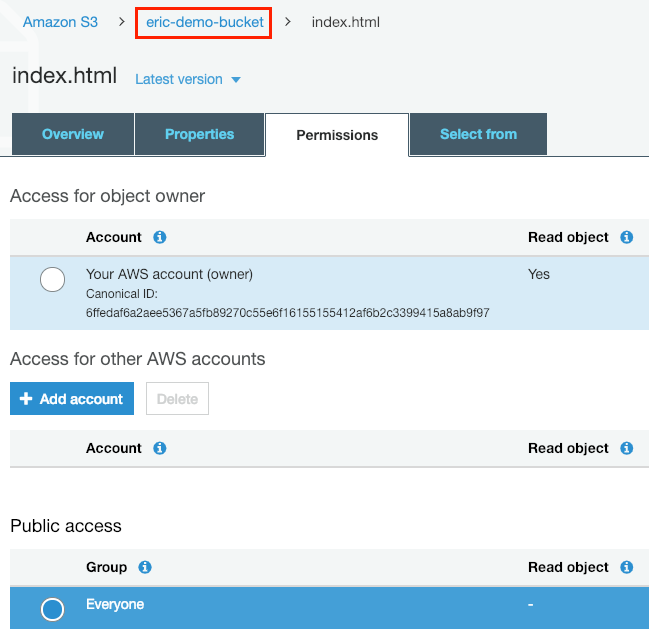 Amazon S3 > eric-demo-bucket > index.html
index.html Latest version
Overview Properties Permissions Select from
Access for object owner
Account Read object
Your AWS account (owner) Yes
Canonical ID:
6ffedaf6a2aee5367a5fb89270c55e6f16155155412af6b2c3399415a8ab9f97
Access for other AWS accounts
+ Add account Delete
Account Read object
Public access
Group Read object
Everyone -